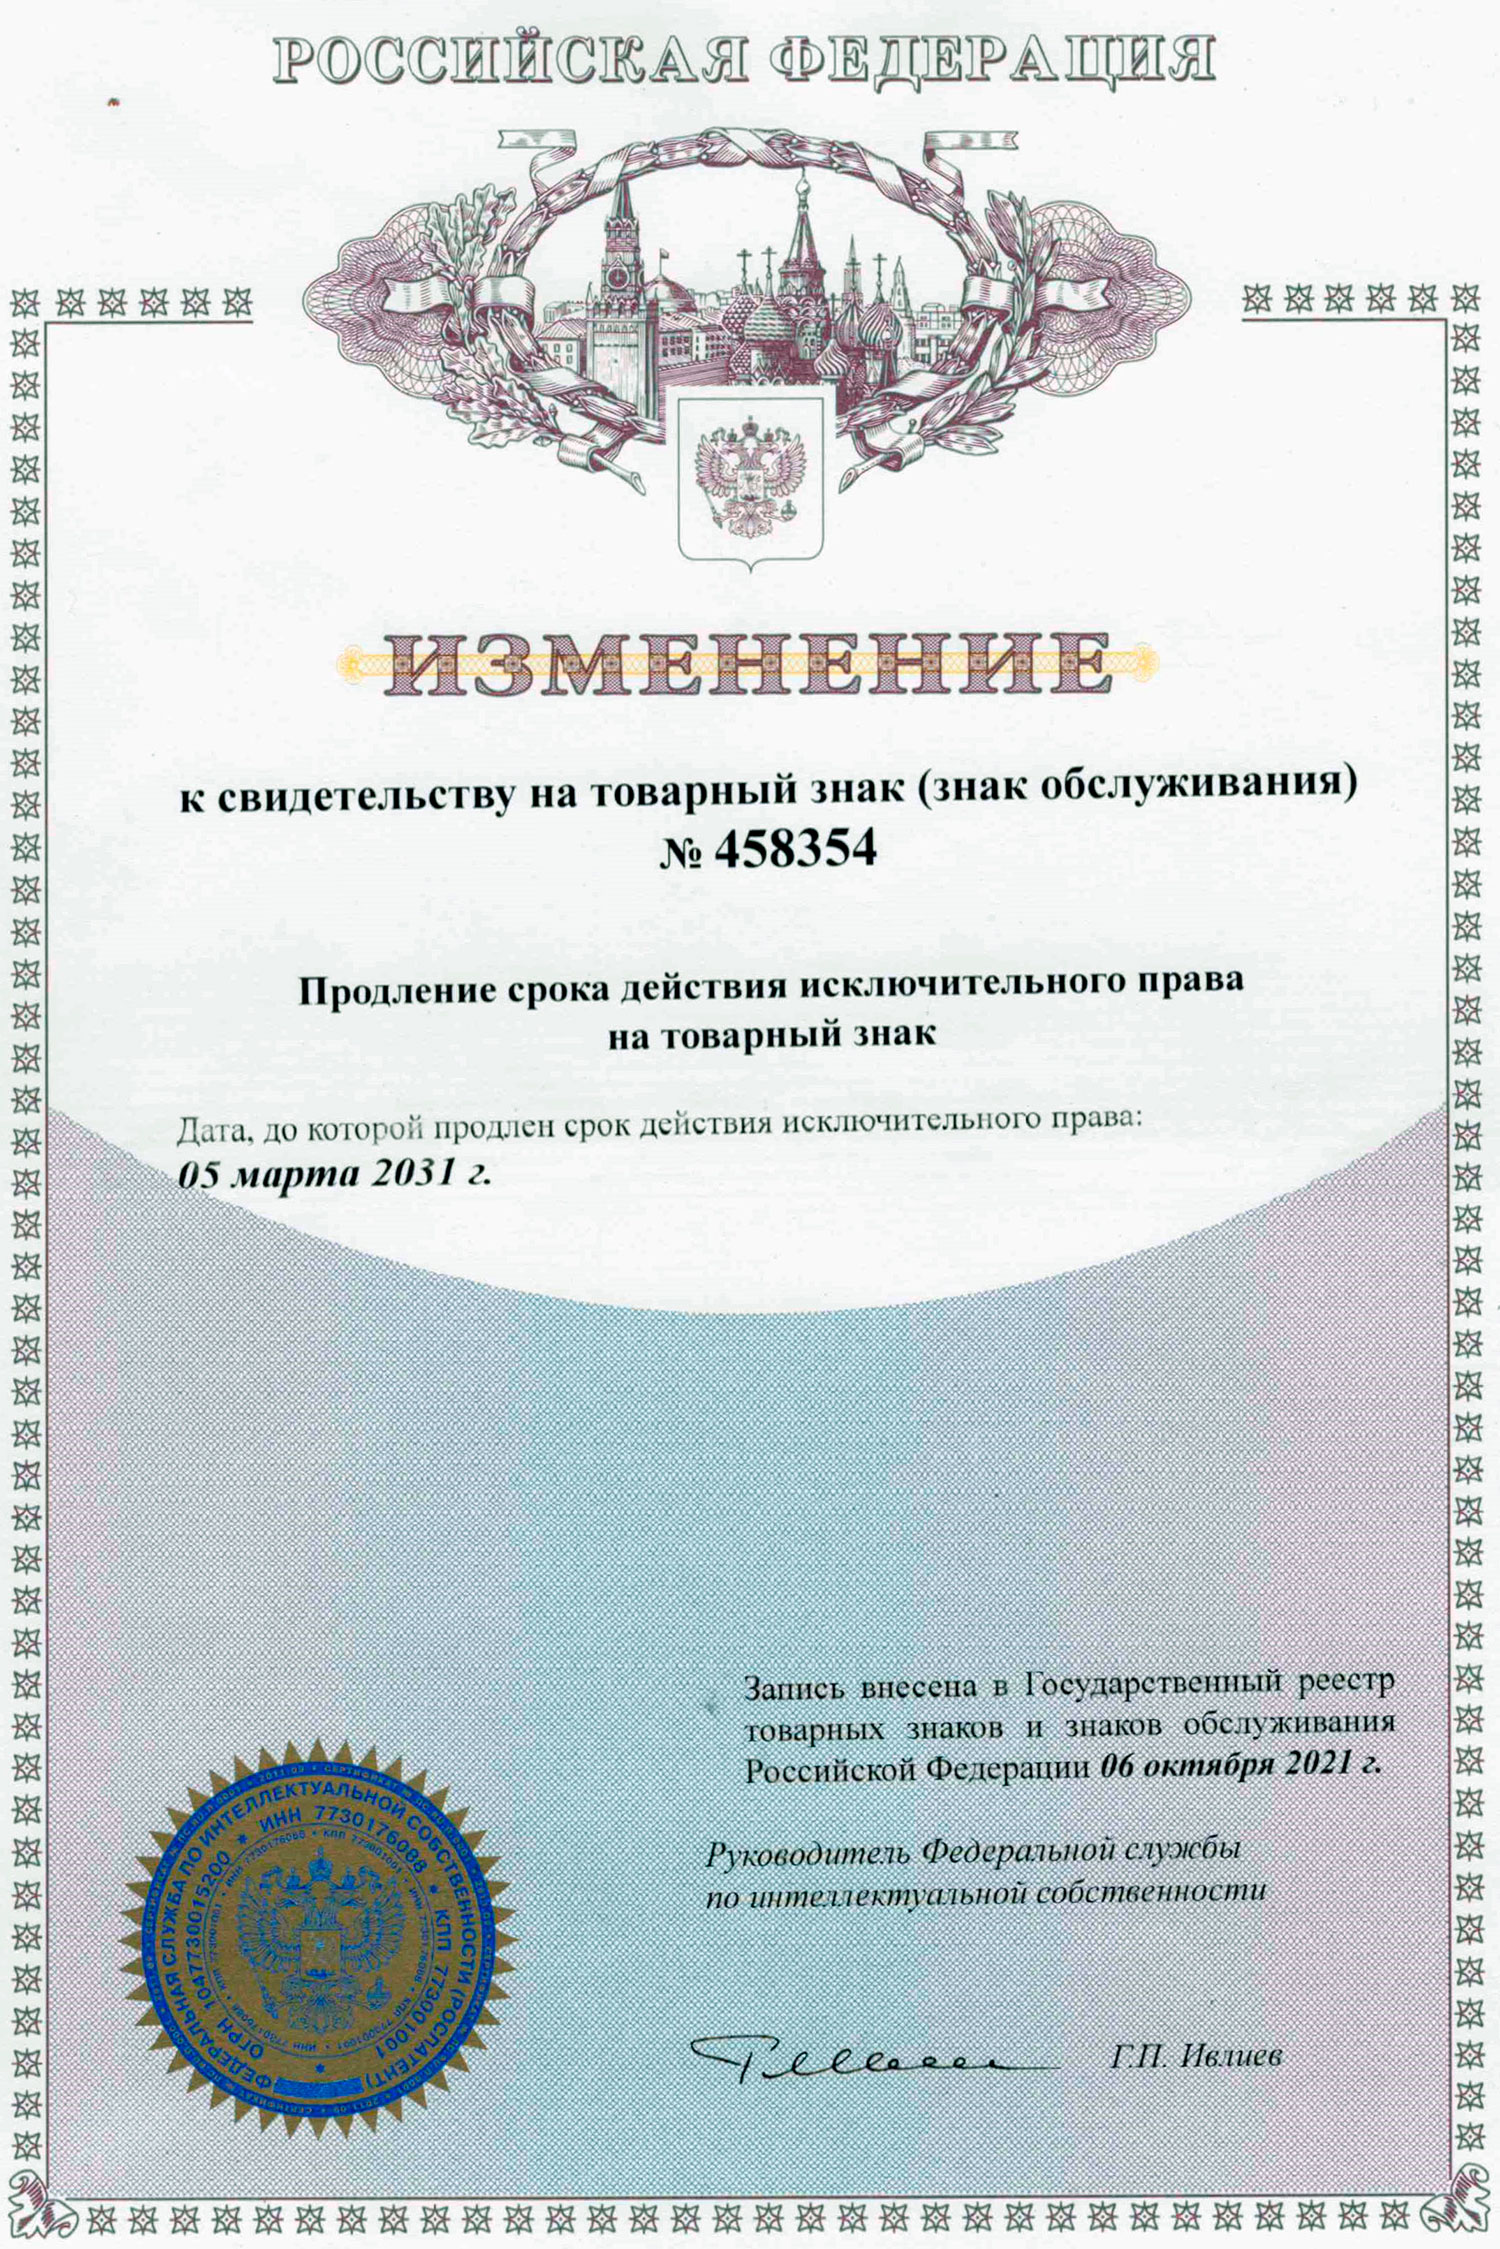 РОССИЙСКАЯ ФЕДЕРАЦИЯ
ИЗМЕНЕНИЕ
к свидетельству на товарный знак (знак обслуживания)
№ 458354
Продление срока действия исключительного права
на товарный знак
Дата, до которой продлен срок действия исключительного права:
05 марта 2031 г.
Запись внесена в Государственный реестр
товарных знаков и знаков обслуживания
Российской Федерации 06 октября 2021 г.
Руководитель Федеральной службы
по интеллектуальной собственности
Г.П. Ивлиев
ФЕДЕРАЛЬНАЯ СЛУЖБА ПО ИНТЕЛЛЕКТУАЛЬНОЙ СОБСТВЕННОСТИ (РОСПАТЕНТ)
ОГРН 1047730015200 * ИНН 7730176088 * КПП 773001001 *